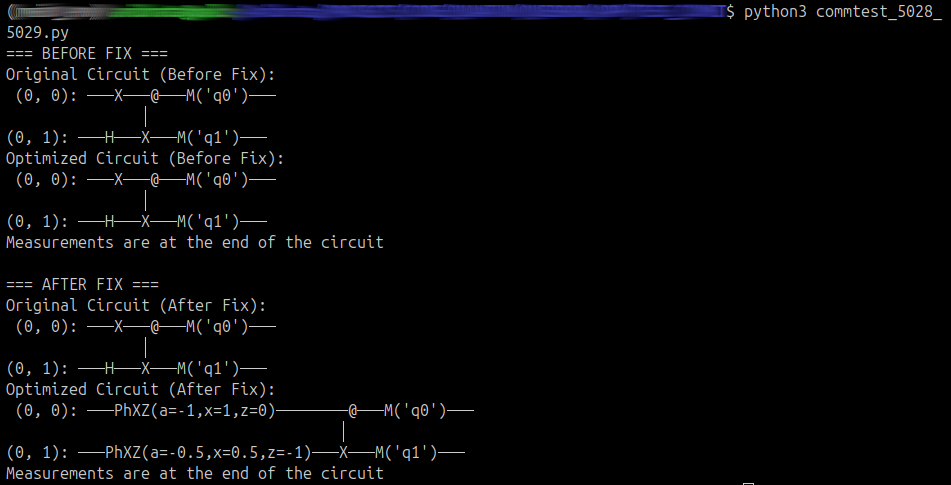 $ python3 commtest_5028_
5029.py
=== BEFORE FIX ===
Original Circuit (Before Fix):
(0, 0): ───X───@───M('q0')───
│
(0, 1): ───H───X───M('q1')───
Optimized Circuit (Before Fix):
(0, 0): ───X───@───M('q0')───
│
(0, 1): ───H───X───M('q1')───
Measurements are at the end of the circuit
=== AFTER FIX ===
Original Circuit (After Fix):
(0, 0): ───X───@───M('q0')───
│
(0, 1): ───H───X───M('q1')───
Optimized Circuit (After Fix):
(0, 0): ───PhXZ(a=-1,x=1,z=0)────────@───M('q0')───
│
(0, 1): ───PhXZ(a=-0.5,x=0.5,z=-1)───X───M('q1')───
Measurements are at the end of the circuit